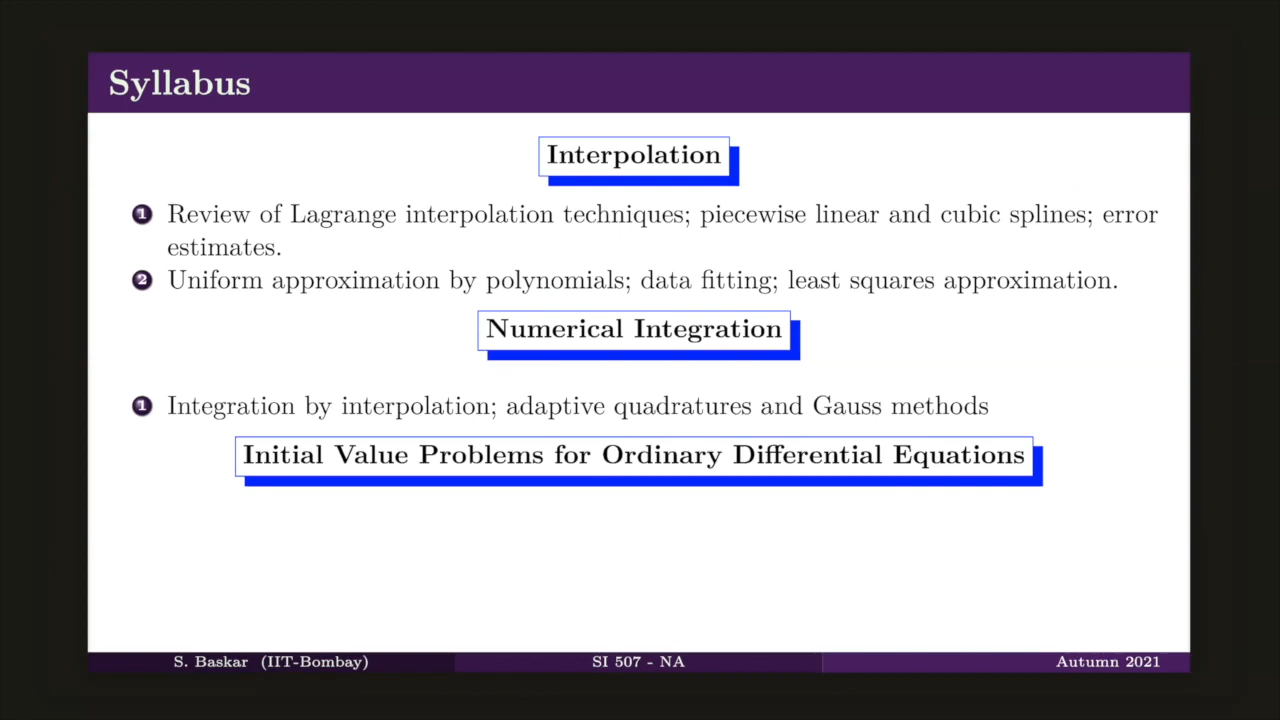 Syllabus
Interpolation
1 Review of Lagrange interpolation techniques; piecewise linear and cubic splines; error
estimates.
2 Uniform approximation by polynomials; data fitting; least squares approximation.
Numerical Integration
1 Integration by interpolation; adaptive quadratures and Gauss methods
Initial Value Problems for Ordinary Differential Equations
S. Baskar (IIT-Bombay) SI 507 - NA Autumn 2021